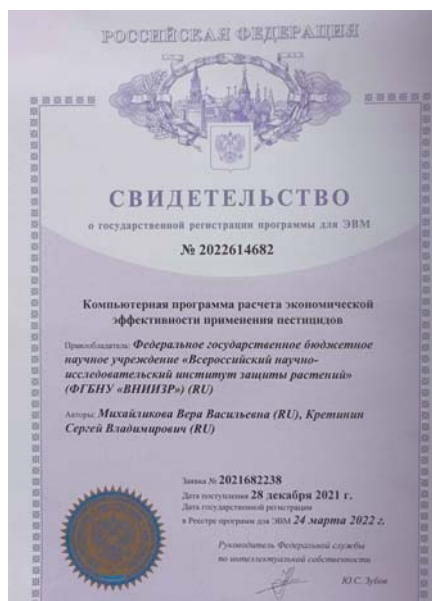 РОССИЙСКАЯ ФЕДЕРАЦИЯ
СВИДЕТЕЛЬСТВО
о государственной регистрации программы для ЭВМ
№ 2022614682
Компьютерная программа расчета экономической
эффективности применения пестицидов
Правообладатель: Федеральное государственное бюджетное
научное учреждение «Всероссийский научно-
исследовательский институт защиты растений»
(ФГБНУ «ВНИИЗР») (RU)
Авторы: Михайликова Вера Васильевна (RU), Кретинин
Сергей Владимирович (RU)
Заявка № 2021682238
Дата поступления 28 декабря 2021 г.
Дата государственной регистрации
в Реестре программ для ЭВМ 24 марта 2022 г.
Руководитель Федеральной службы
по интеллектуальной собственности
Ю.С. Зубов